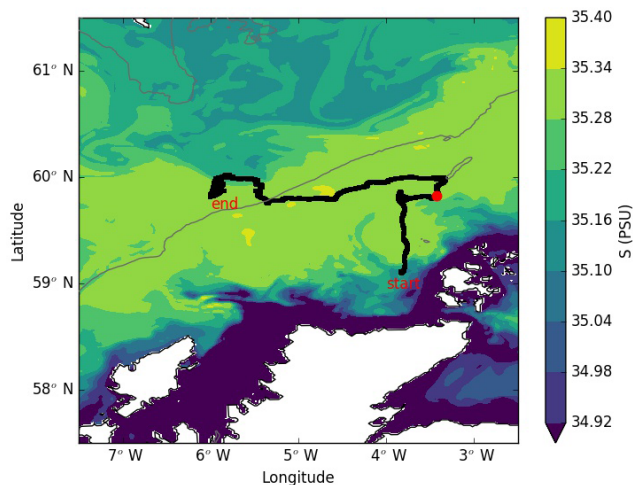 35.40
61° N
35.34
35.28
60° N
35.22
end
35.16
Latitude
S (PSU)
59° N
start
35.10
35.04
58° N
34.98
34.92
7° W 6° W 5° W 4° W 3° W
Longitude